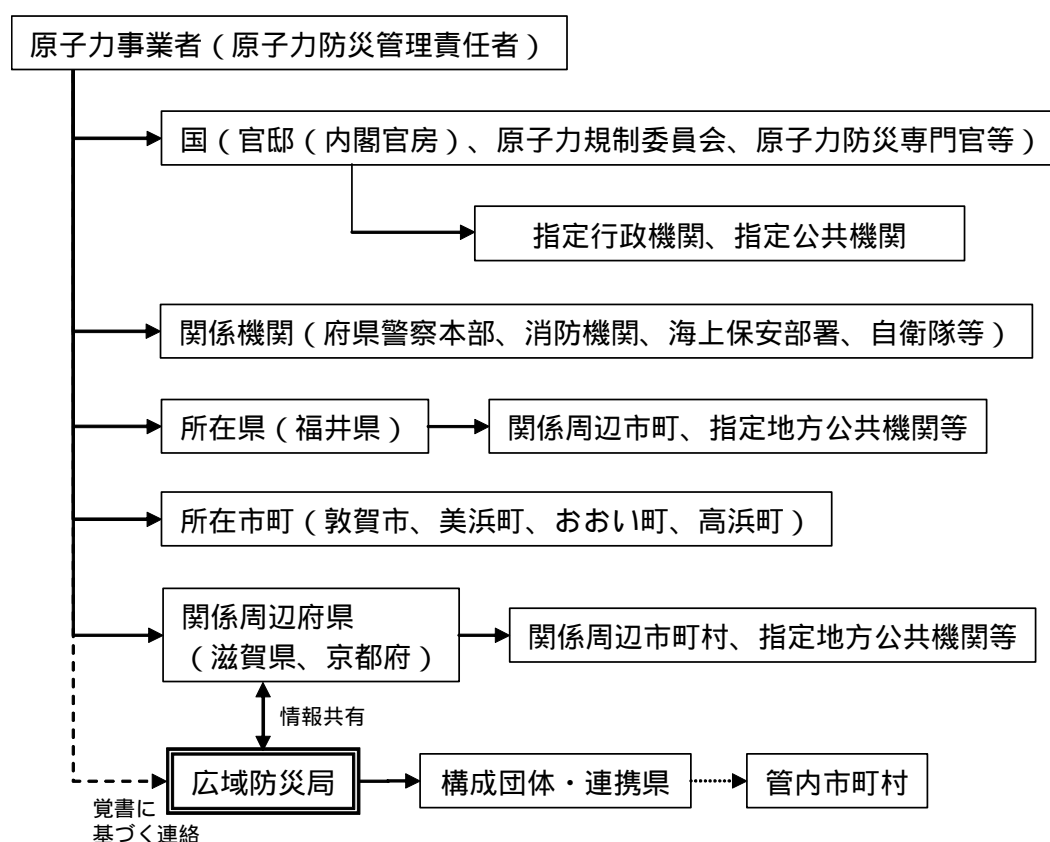 原子力事業者（原子力防災管理責任者）
国（官邸（内閣官房）、原子力規制委員会、原子力防災専門官等）
指定行政機関、指定公共機関
関係機関（府県警察本部、消防機関、海上保安部署、自衛隊等）
所在県（福井県）
関係周辺市町、指定地方公共機関等
所在市町（敦賀市、美浜町、おおい町、高浜町）
関係周辺府県
（滋賀県、京都府）
関係周辺市町村、指定地方公共機関等
情報共有
広域防災局
構成団体・連携県
管内市町村
覚書に
基づく連絡